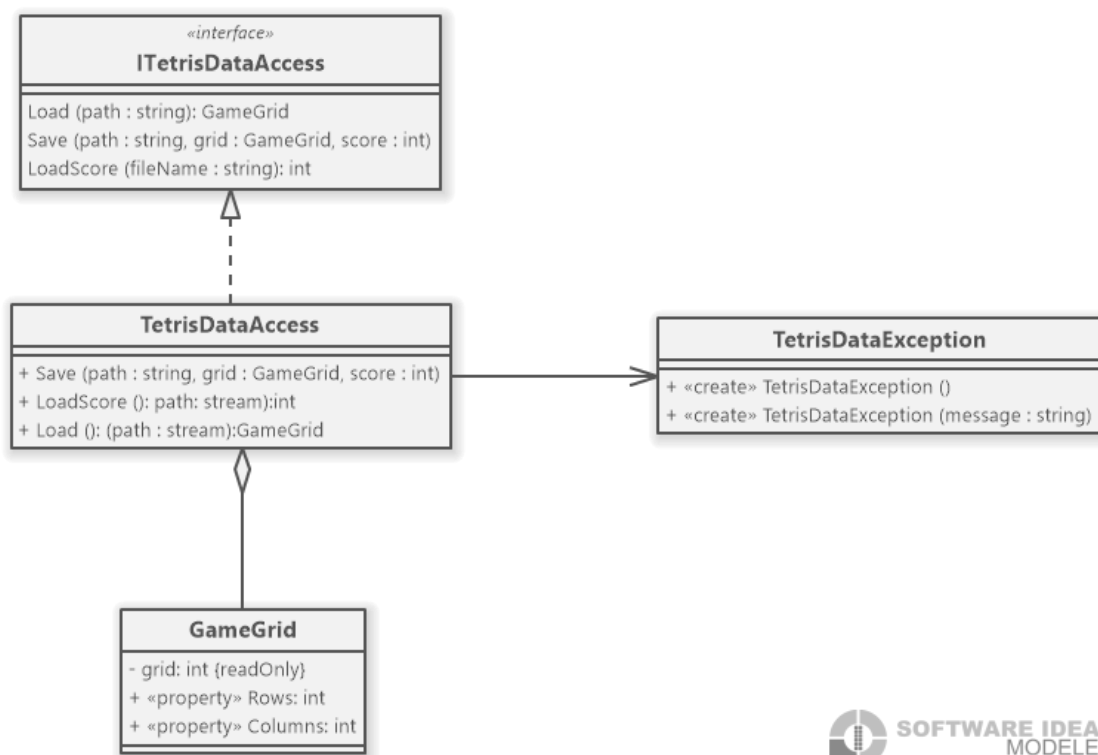 «interface»
ITetrisDataAccess
Load (path : string): GameGrid
Save (path : string, grid : GameGrid, score : int)
LoadScore (fileName : string): int
TetrisDataAccess
+ Save (path : string, grid : GameGrid, score : int)
+ LoadScore (): path: stream):int
+ Load (): (path : stream):GameGrid
TetrisDataException
+ «create» TetrisDataException ()
+ «create» TetrisDataException (message : string)
GameGrid
- grid: int {readOnly}
+ «property» Rows: int
+ «property» Columns: int
SOFTWARE IDEA
MODELE